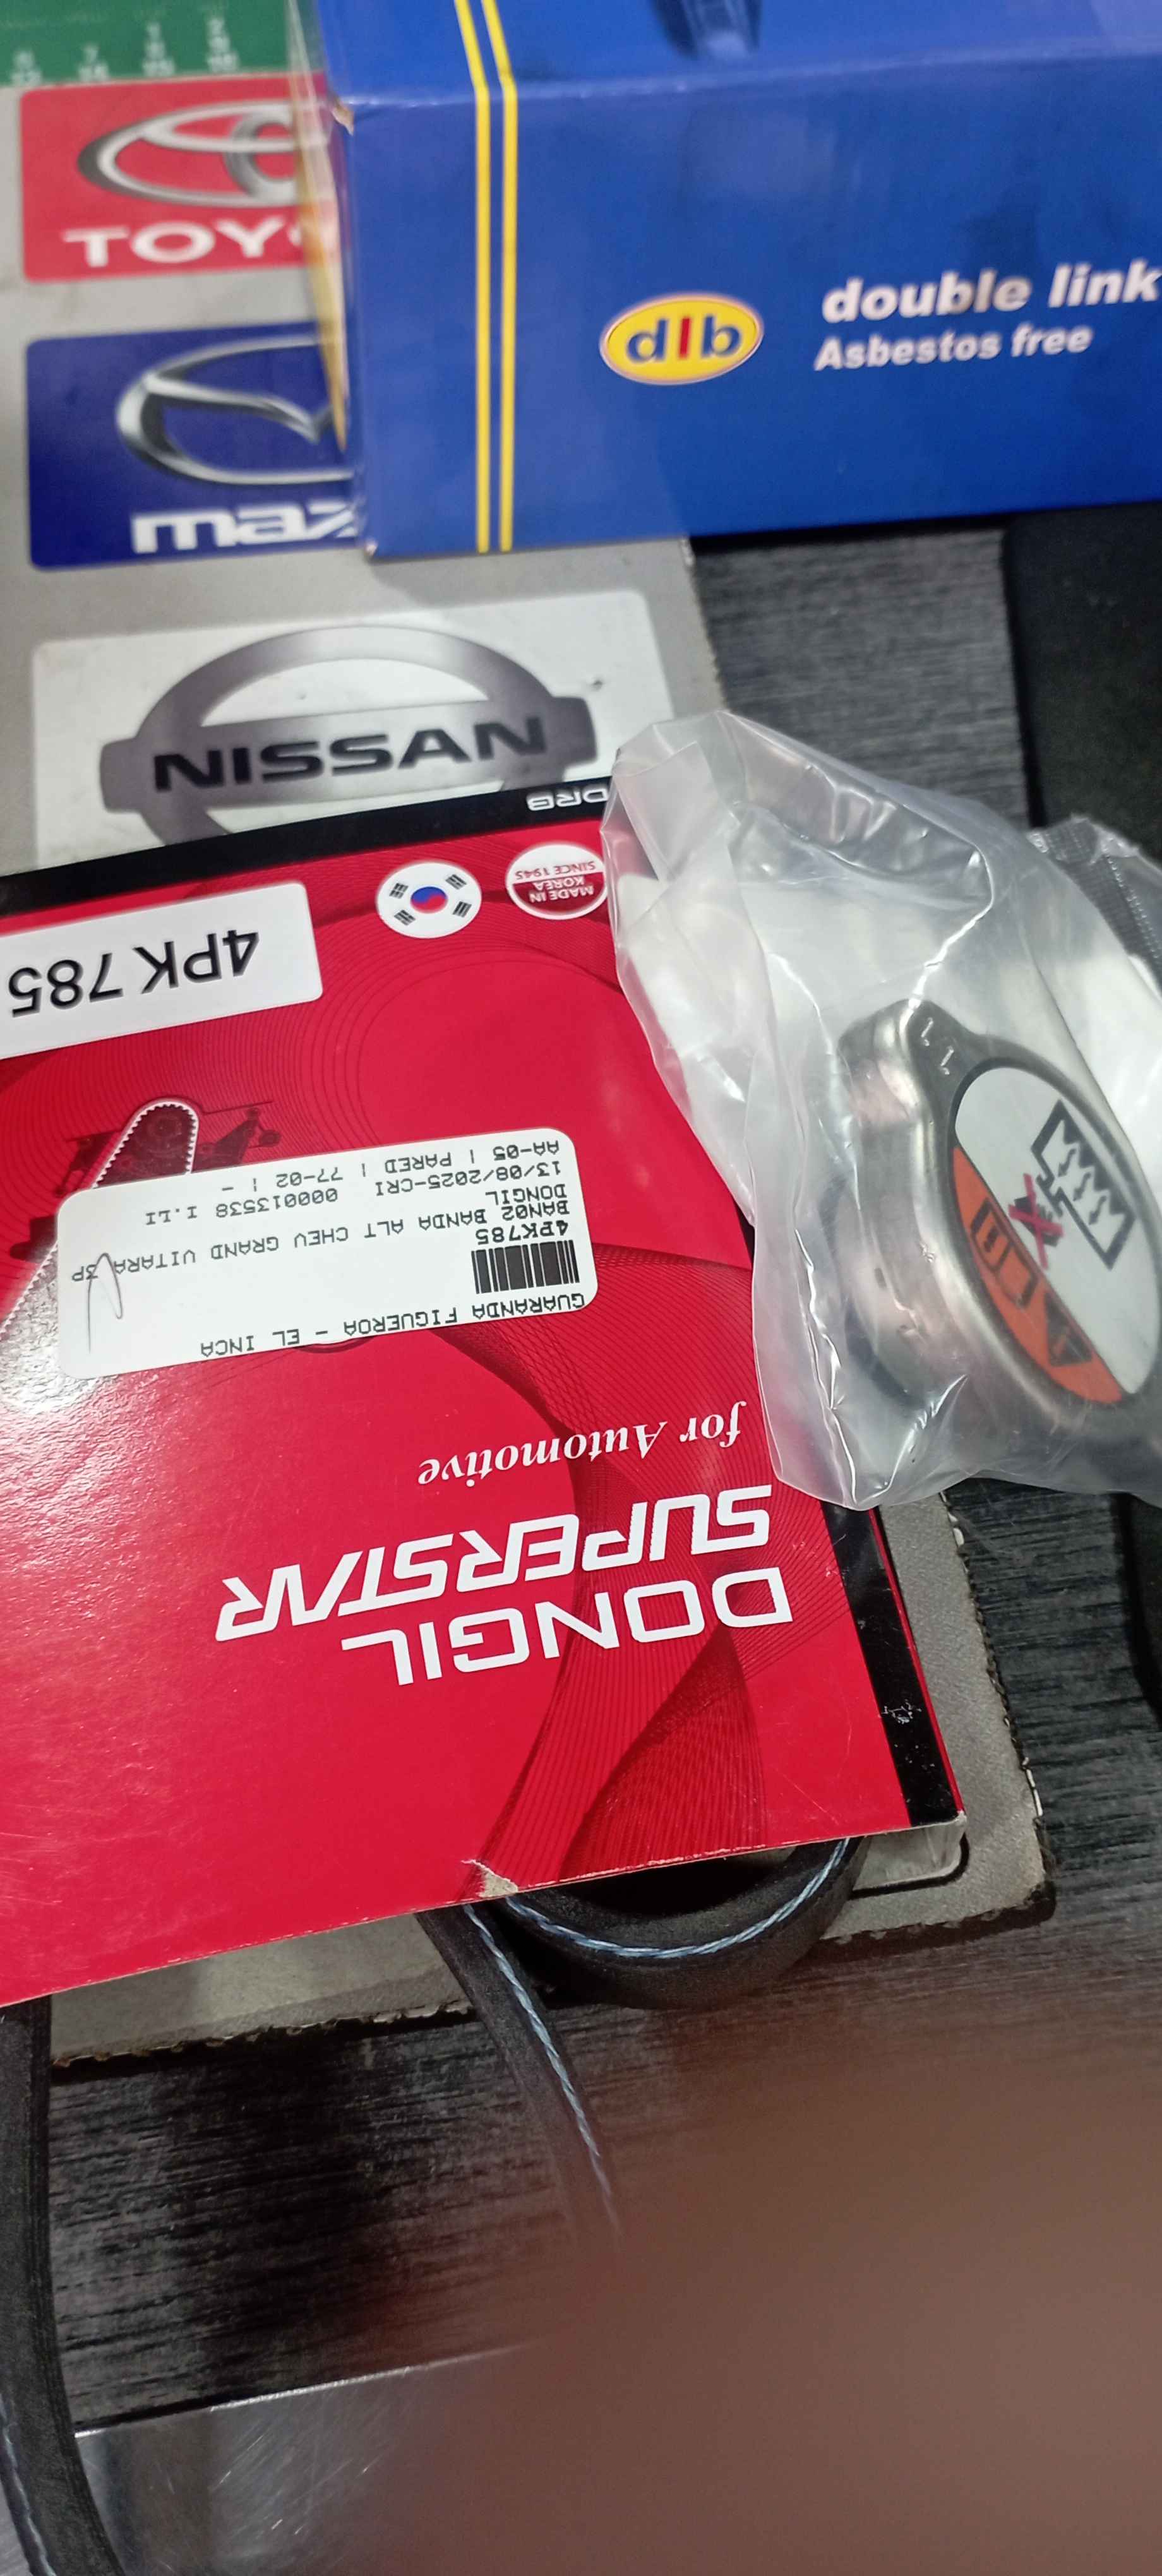 TOYO
maz
NISSAN
dlb
double link
Asbestos free
DONGIL
SUPERSTAR
for Automotive
GUARANDA FIGUEROA - EL INCA
4PK785
BAN02 BANDA ALT CHEV GRAND VITARA 3P
DONGIL
13/08/2025-CRI 000013538 I.LI
AA-05 | PARED | 77-02 | -
4PK 785
MADE IN
KOREA
SINCE 1945
DRB